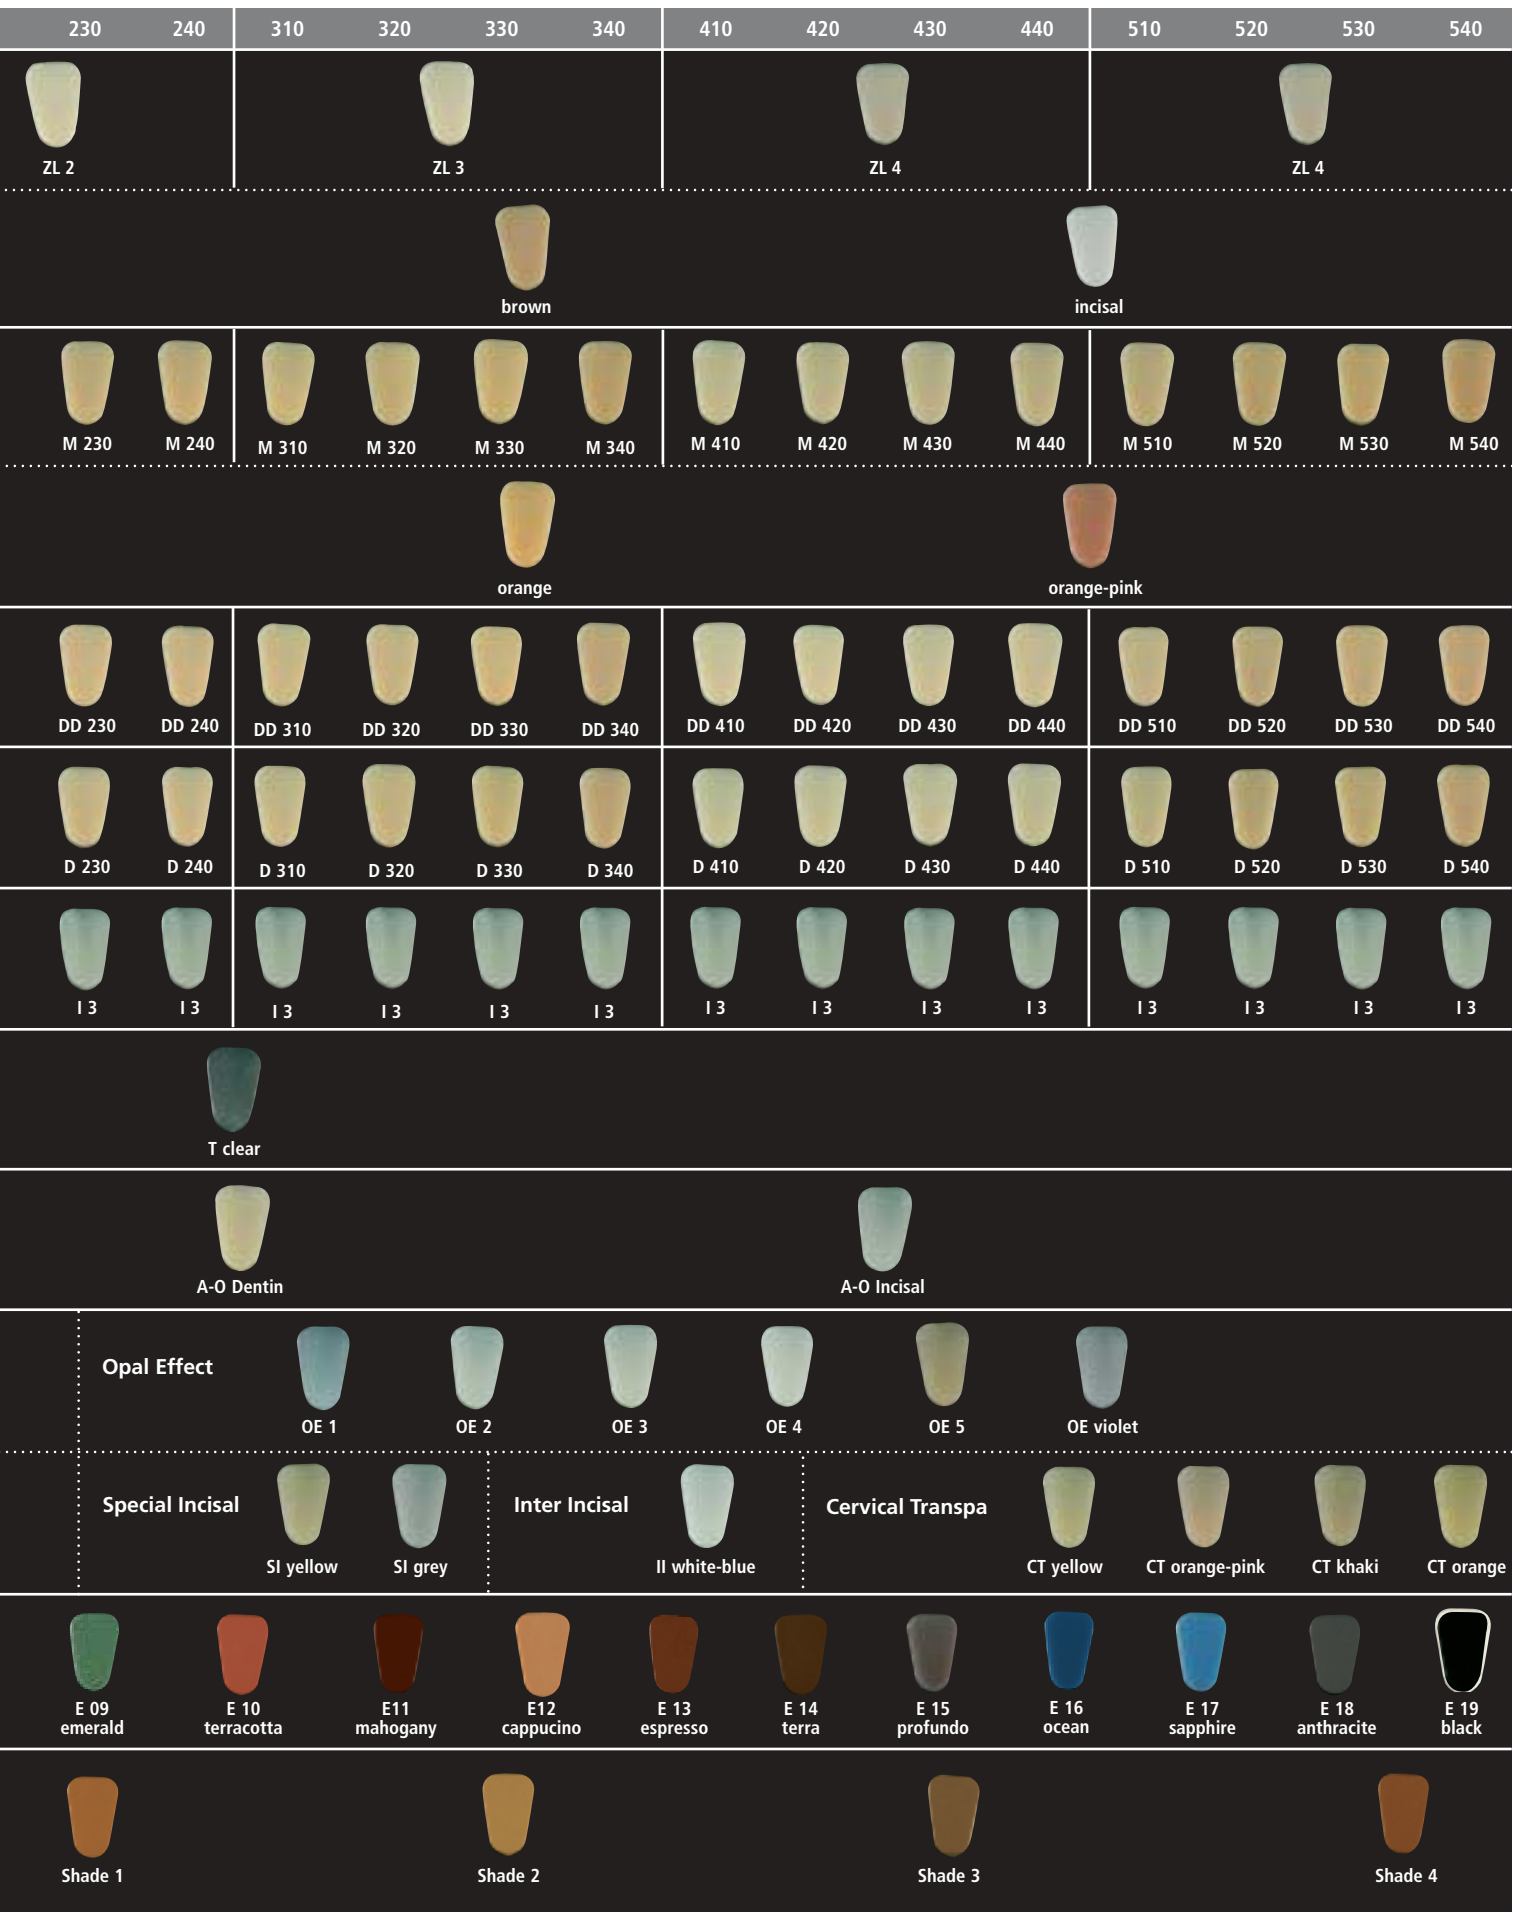 230 240 310 320 330 340 410 420 430 440 510 520 530 540
ZL 2 ZL 3 ZL 4 ZL 4
brown incisal
M 230 M 240 M 310 M 320 M 330 M 340 M 410 M 420 M 430 M 440 M 510 M 520 M 530 M 540
orange orange-pink
DD 230 DD 240 DD 310 DD 320 DD 330 DD 340 DD 410 DD 420 DD 430 DD 440 DD 510 DD 520 DD 530 DD 540
D 230 D 240 D 310 D 320 D 330 D 340 D 410 D 420 D 430 D 440 D 510 D 520 D 530 D 540
I 3 I 3 I 3 I 3 I 3 I 3 I 3 I 3 I 3 I 3 I 3 I 3 I 3 I 3
T clear
A-O Dentin A-O Incisal
Opal Effect
OE 1 OE 2 OE 3 OE 4 OE 5 OE violet
Special Incisal Inter Incisal Cervical Transpa
SI yellow SI grey II white-blue CT yellow CT orange-pink CT khaki CT orange
E 09 E 10 E11 E12 E 13 E 14 E 15 E 16 E 17 E 18 E 19
emerald terracotta mahogany cappucino espresso terra profundo ocean sapphire anthracite black
Shade 1 Shade 2 Shade 3 Shade 4